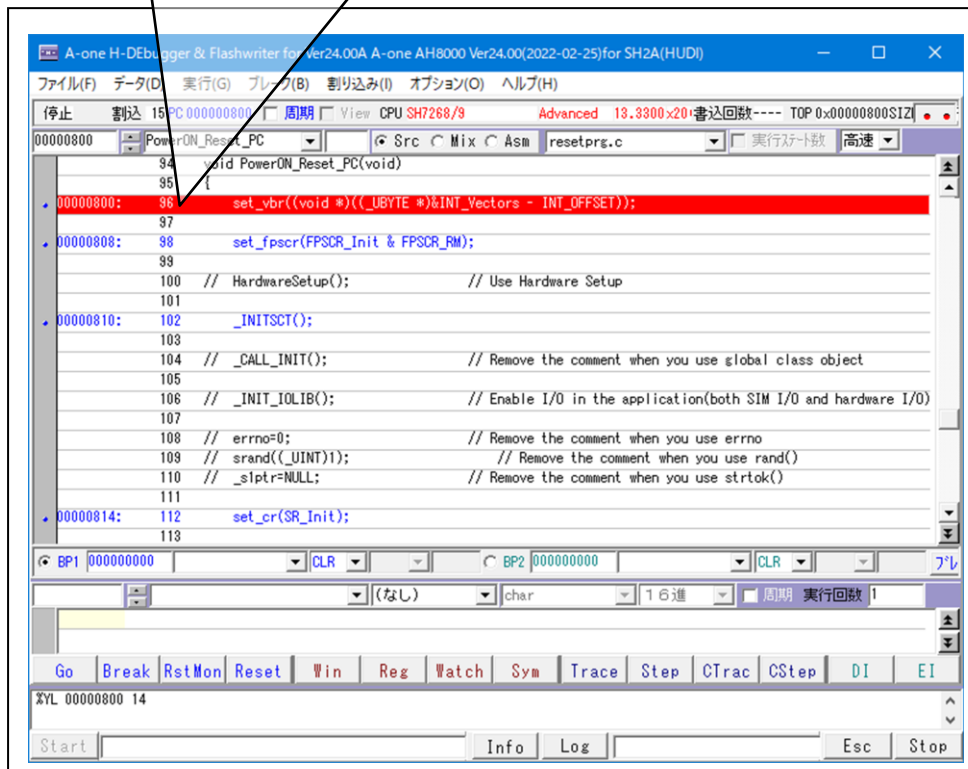 A-one H-DEbugger & Flashwriter for Ver24.00A A-one AH8000 Ver24.00(2022-02-25)for SH2A(HUDI)
ファイル(F) データ(D) 実行(G) ブレーク(B) 割り込み(I) オプション(O) ヘルプ(H)
停止 割込 15 PC 000000800 周期 View CPU SH7268/9 Advanced 13.3300×20 書込回数---- TOP 0x00000800SIZ
00000800 PowerON_Reset_PC Src Mix Asm resetprg.c 実行ステート数 高速
94 void PowerON_Reset_PC(void)
95 {
00000800: 96 set_vbr((void *)((_UBYTE *)&INT_Vectors - INT_OFFSET));
97
00000808: 98 set_fpscr(FPSCR_Init & FPSCR_RM);
99
100 // HardwareSetup(); // Use Hardware Setup
101
00000810: 102 _INITSCT();
103
104 // _CALL_INIT(); // Remove the comment when you use global class object
105
106 // _INIT_IOLIB(); // Enable I/O in the application(both SIM I/O and hardware I/O)
107
108 // errno=0; // Remove the comment when you use errno
109 // srand((_UINT)1); // Remove the comment when you use rand()
110 // _s1ptr=NULL; // Remove the comment when you use strtok()
111
00000814: 112 set_cr(SR_Init);
113
BP1 000000000 CLR BP2 000000000 CLR ブレ
(なし) char 16進 周期 実行回数 1
Go Break RstMon Reset Win Reg Watch Sym Trace Step CTrac CStep DI EI
%YL 00000800 14
Start Info Log Esc Stop